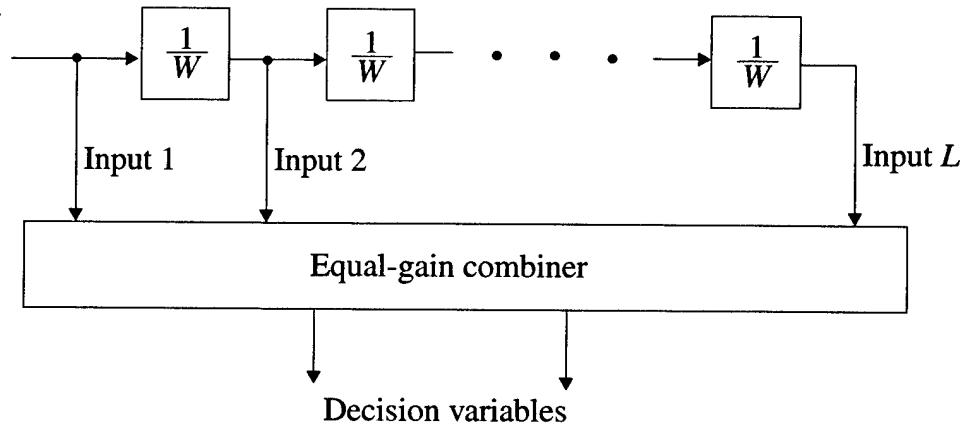 1/W
1/W
1/W
Input 1
Input 2
Input L
Equal-gain combiner
Decision variables